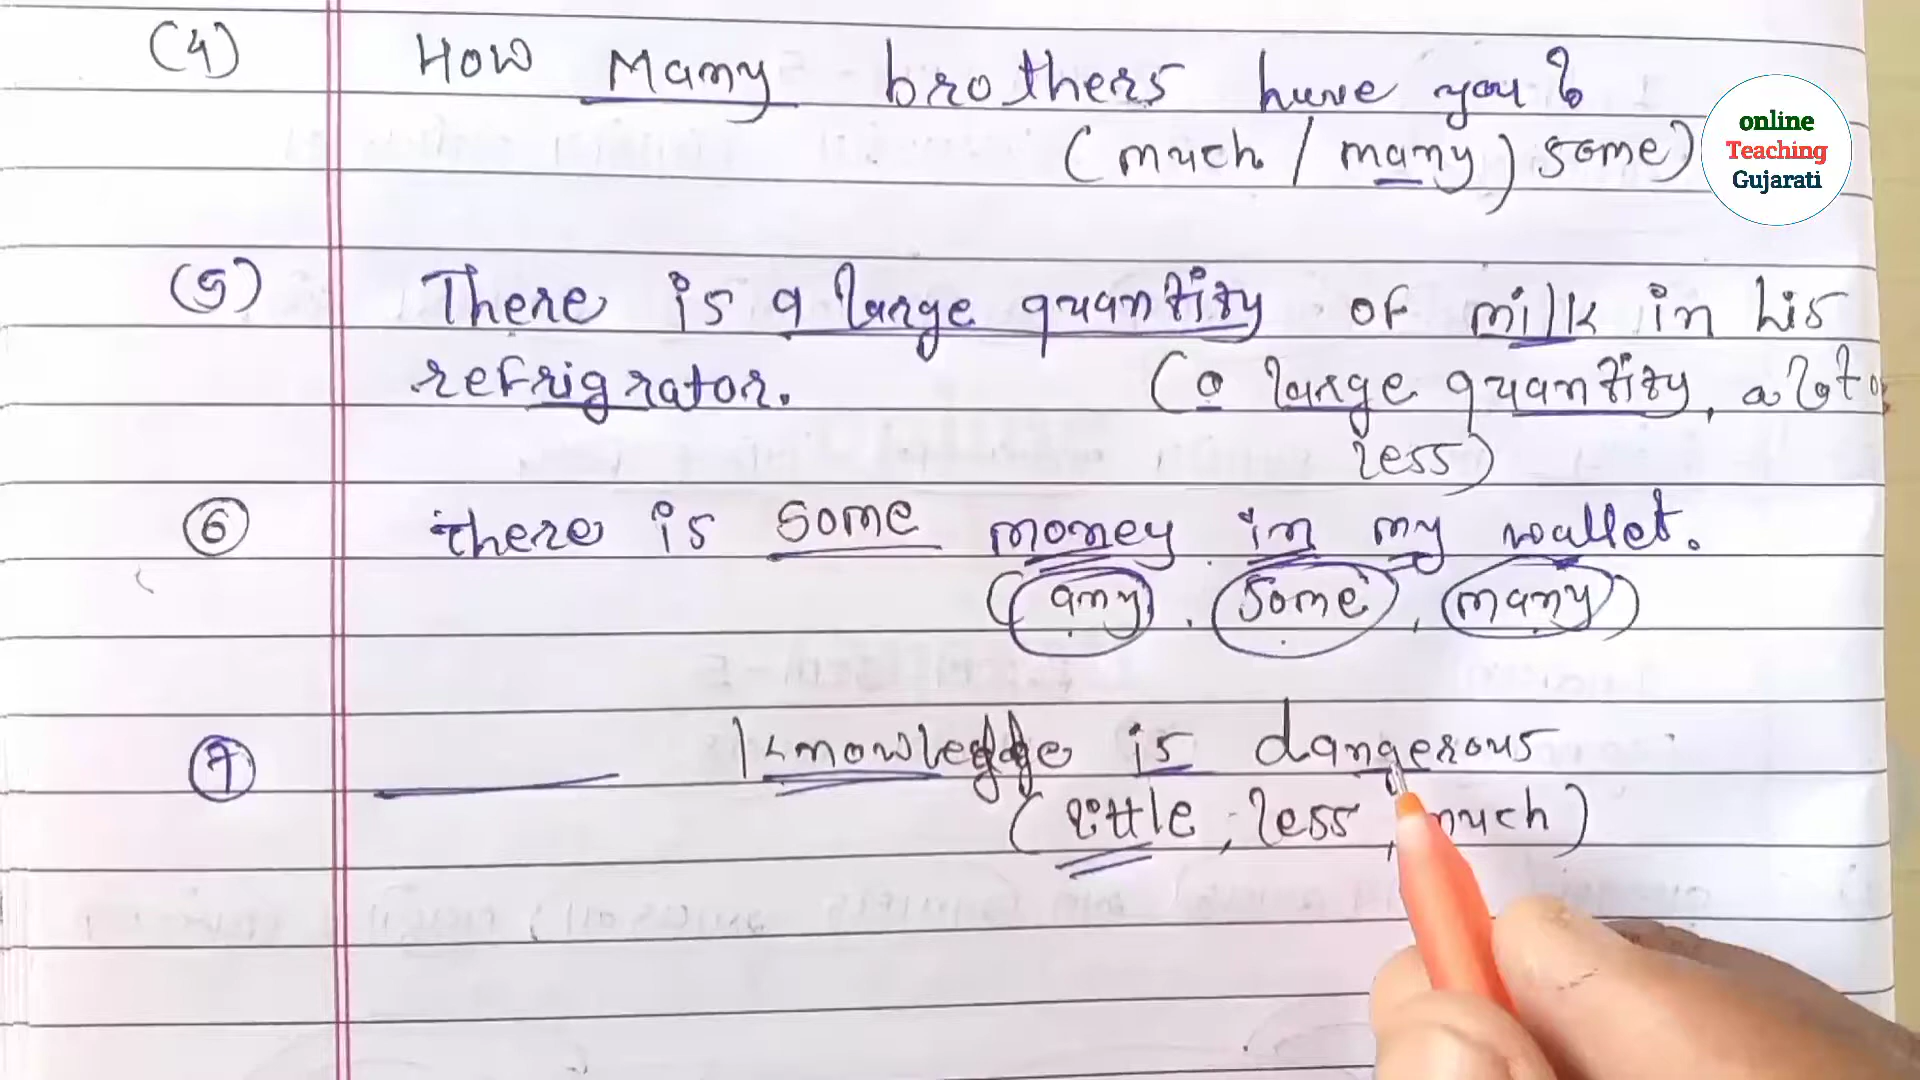 (4) How Many brothers have you?
(much / many) some)
online
Teaching
Gujarati
(5) There is a large quantity of milk in his
refrigrator. (a large quantity, a lot
less)
6 there is some money in my wallet.
(any, some, many)
7 ______ knowledge is dangerous
(little, less, much)